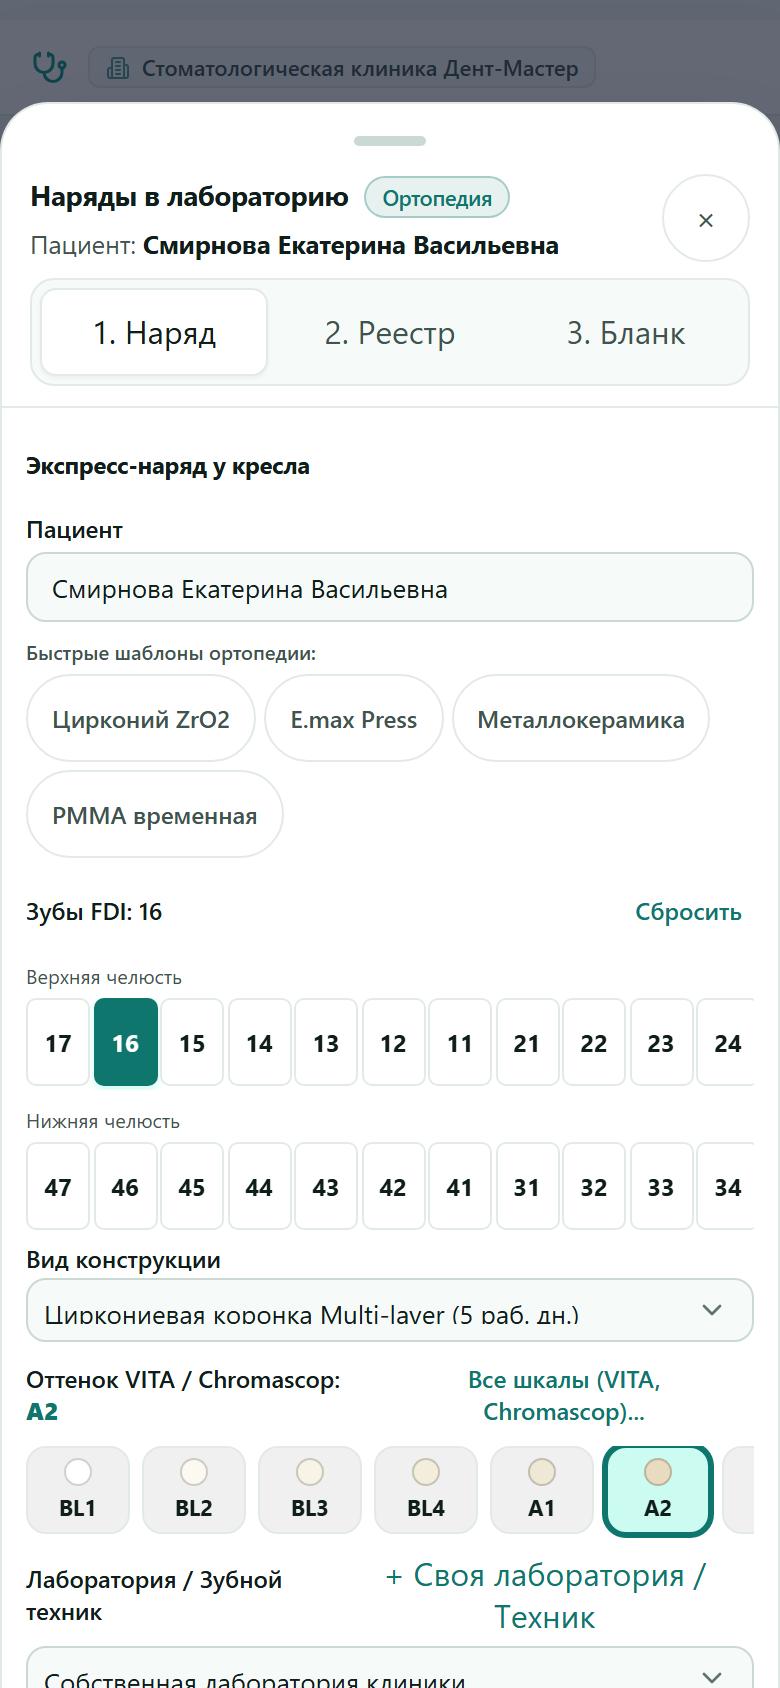 Стоматологическая клиника Дент-Мастер
Наряды в лабораторию Ортопедия
Пациент: Смирнова Екатерина Васильевна
×
1. Наряд 2. Реестр 3. Бланк
Экспресс-наряд у кресла
Пациент
Смирнова Екатерина Васильевна
Быстрые шаблоны ортопедии:
Цирконий ZrO2 E.max Press Металлокерамика
PMMA временная
Зубы FDI: 16 Сбросить
Верхняя челюсть
17 16 15 14 13 12 11 21 22 23 24
Нижняя челюсть
47 46 45 44 43 42 41 31 32 33 34
Вид конструкции
Циркониевая коронка Multi-layer (5 раб. дн.)
Оттенок VITA / Chromascop:
A2
Все шкалы (VITA,
Chromascop)...
BL1 BL2 BL3 BL4 A1 A2
Лаборатория / Зубной
техник
+ Своя лаборатория /
Техник
Собственная лаборатория клиники